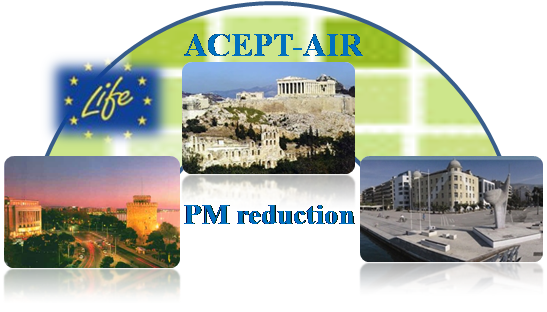 ACEPT-AIR
Life
PM reduction